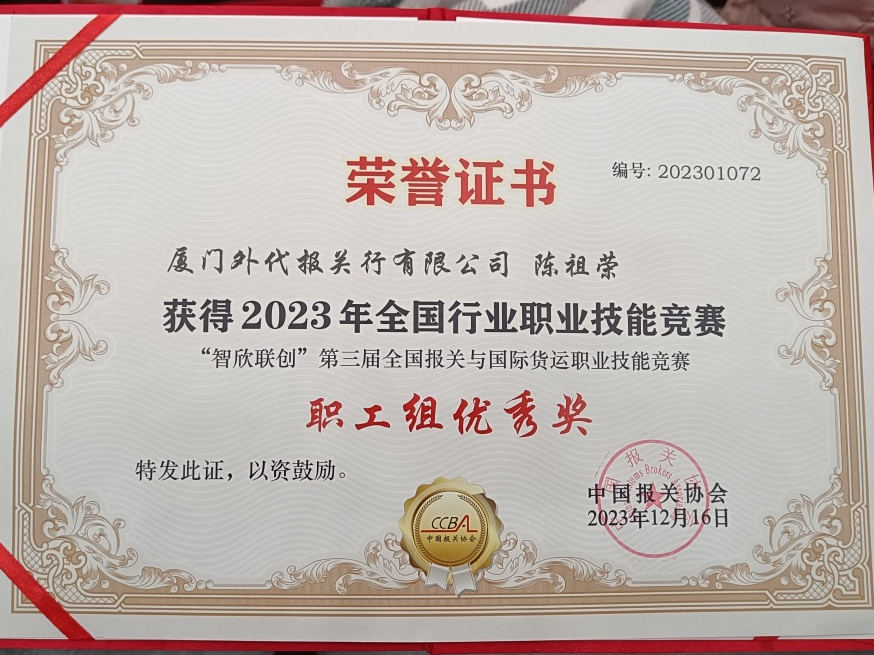 荣誉证书
编号: 202301072
厦门外代报关行有限公司 陈祖荣
获得2023年全国行业职业技能竞赛
“智欣联创”第三届全国报关与国际货运职业技能竞赛
职工组优秀奖
特发此证，以资鼓励。
CCBA
中国报关协会
中国报关协会
2023年12月16日